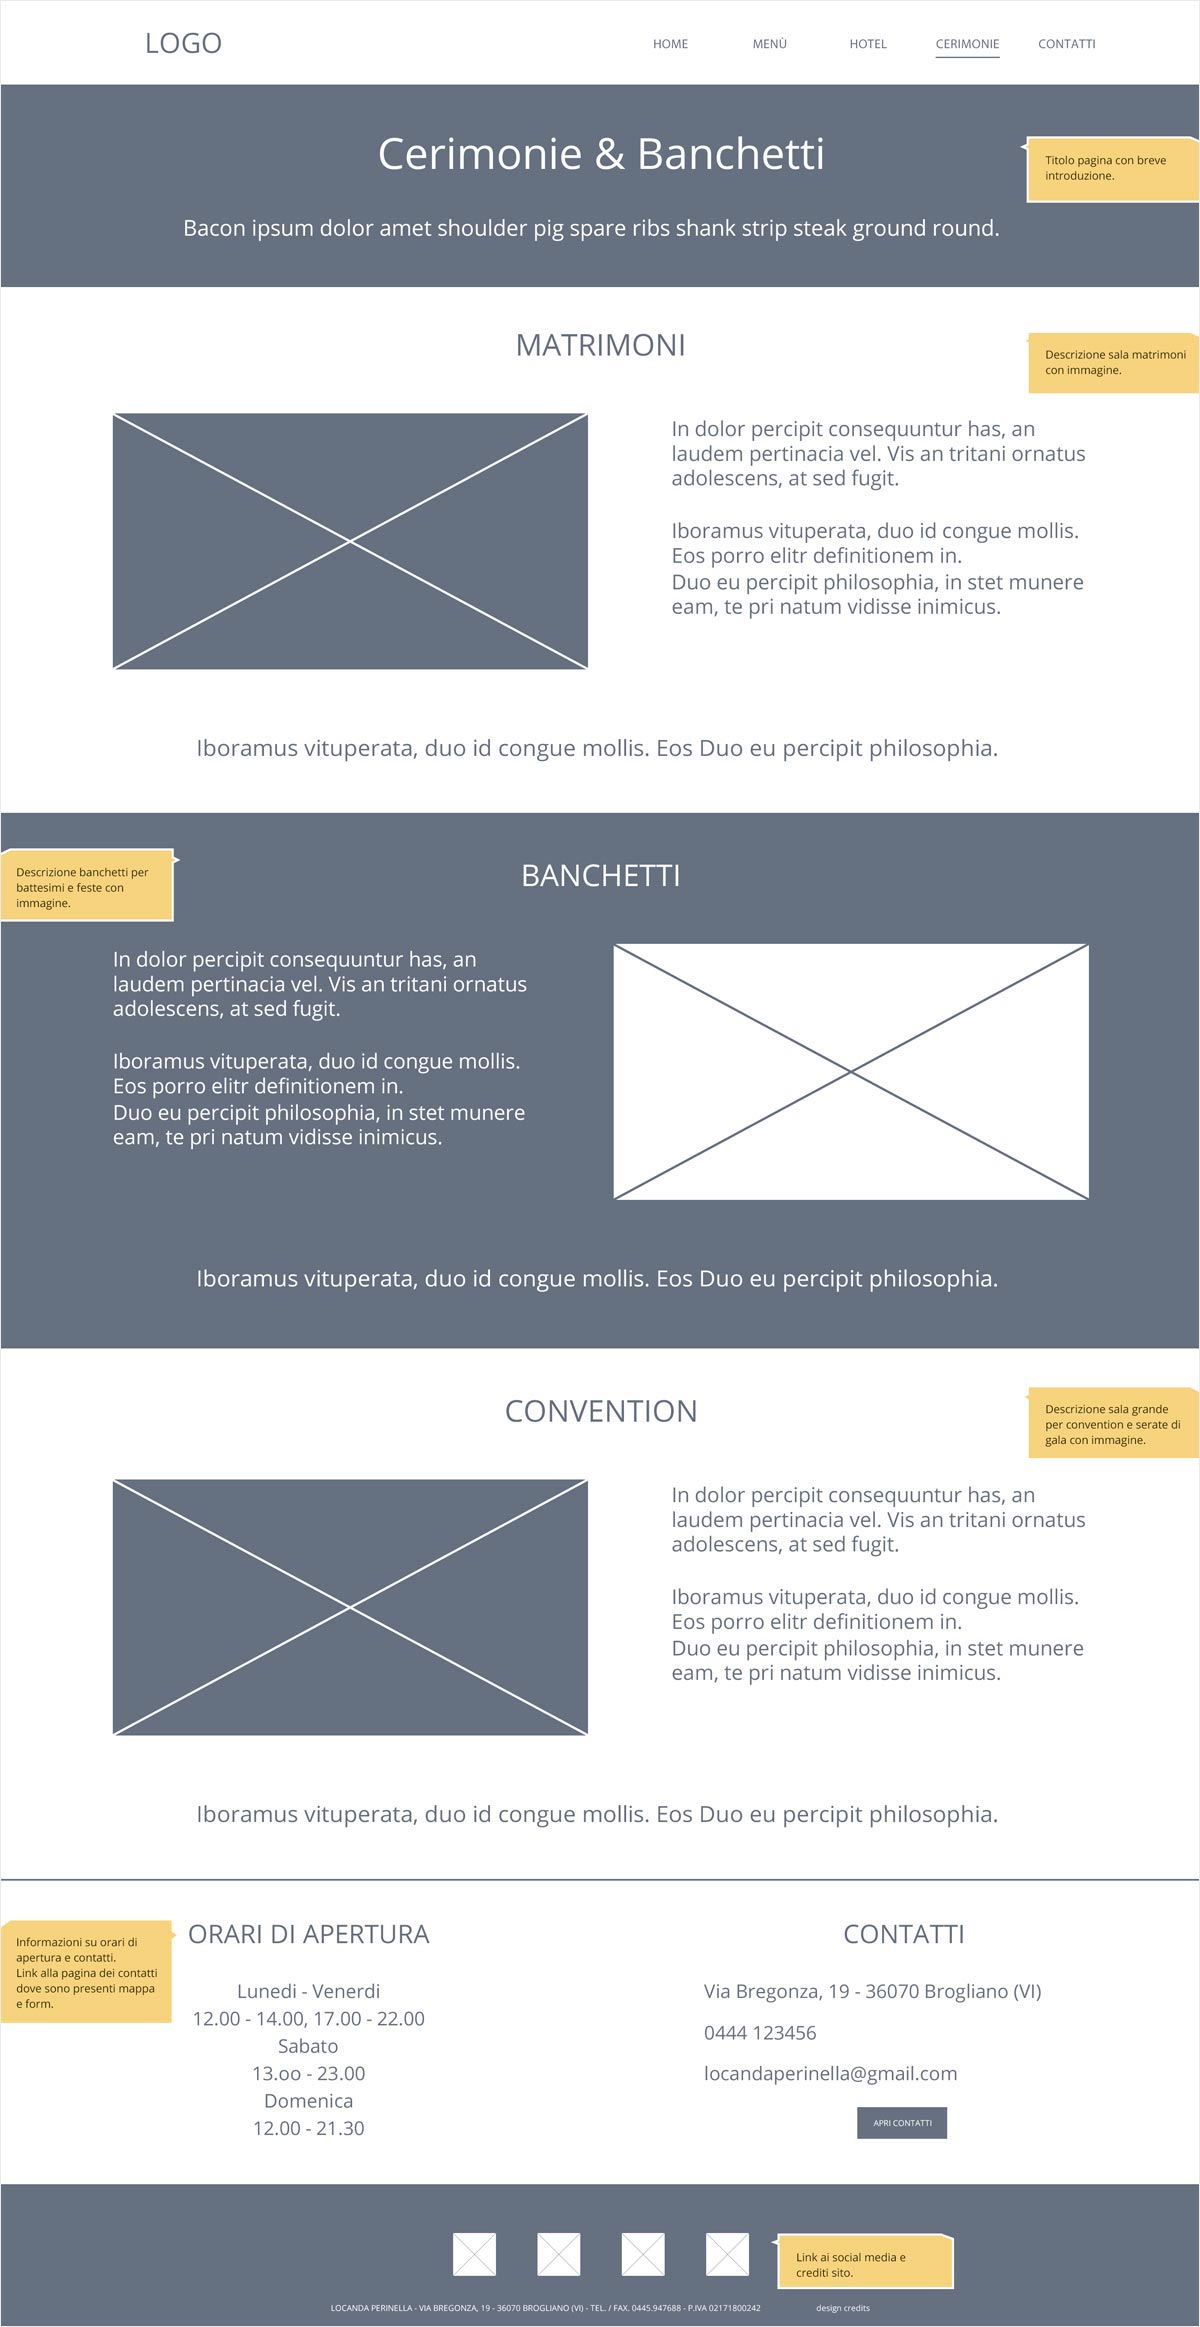 LOGO
HOME
MENÙ
HOTEL
CERIMONIE
CONTATTI
Cerimonie & Banchetti
Titolo pagina con breve
introduzione.
Bacon ipsum dolor amet shoulder pig spare ribs shank strip steak ground round.
MATRIMONI
Descrizione sala matrimoni
con immagine.
In dolor percipit consequuntur has, an
laudem pertinacia vel. Vis an tritani ornatus
adolescens, at sed fugit.
Iboramus vituperata, duo id congue mollis.
Eos porro elitr definitionem in.
Duo eu percipit philosophia, in stet munere
eam, te pri natum vidisse inimicus.
Iboramus vituperata, duo id congue mollis. Eos Duo eu percipit philosophia.
Descrizione banchetti per
battesimi e feste con
immagine.
BANCHETTI
In dolor percipit consequuntur has, an
laudem pertinacia vel. Vis an tritani ornatus
adolescens, at sed fugit.
Iboramus vituperata, duo id congue mollis.
Eos porro elitr definitionem in.
Duo eu percipit philosophia, in stet munere
eam, te pri natum vidisse inimicus.
Iboramus vituperata, duo id congue mollis. Eos Duo eu percipit philosophia.
CONVENTION
Descrizione sala grande
per convention e serate di
gala con immagine.
In dolor percipit consequuntur has, an
laudem pertinacia vel. Vis an tritani ornatus
adolescens, at sed fugit.
Iboramus vituperata, duo id congue mollis.
Eos porro elitr definitionem in.
Duo eu percipit philosophia, in stet munere
eam, te pri natum vidisse inimicus.
Iboramus vituperata, duo id congue mollis. Eos Duo eu percipit philosophia.
Informazioni su orari di
apertura e contatti.
Link alla pagina dei contatti
dove sono presenti mappa
e form.
ORARI DI APERTURA
Lunedi - Venerdi
12.00 - 14.00, 17.00 - 22.00
Sabato
13.oo - 23.00
Domenica
12.00 - 21.30
CONTATTI
Via Bregonza, 19 - 36070 Brogliano (VI)
0444 123456
locandaperinella@gmail.com
APRI CONTATTI
Link ai social media e
crediti sito.
LOCANDA PERINELLA - VIA BREGONZA, 19 - 36070 BROGLIANO (VI) - TEL. / FAX. 0445.947688 - P.IVA 02171800242
design credits